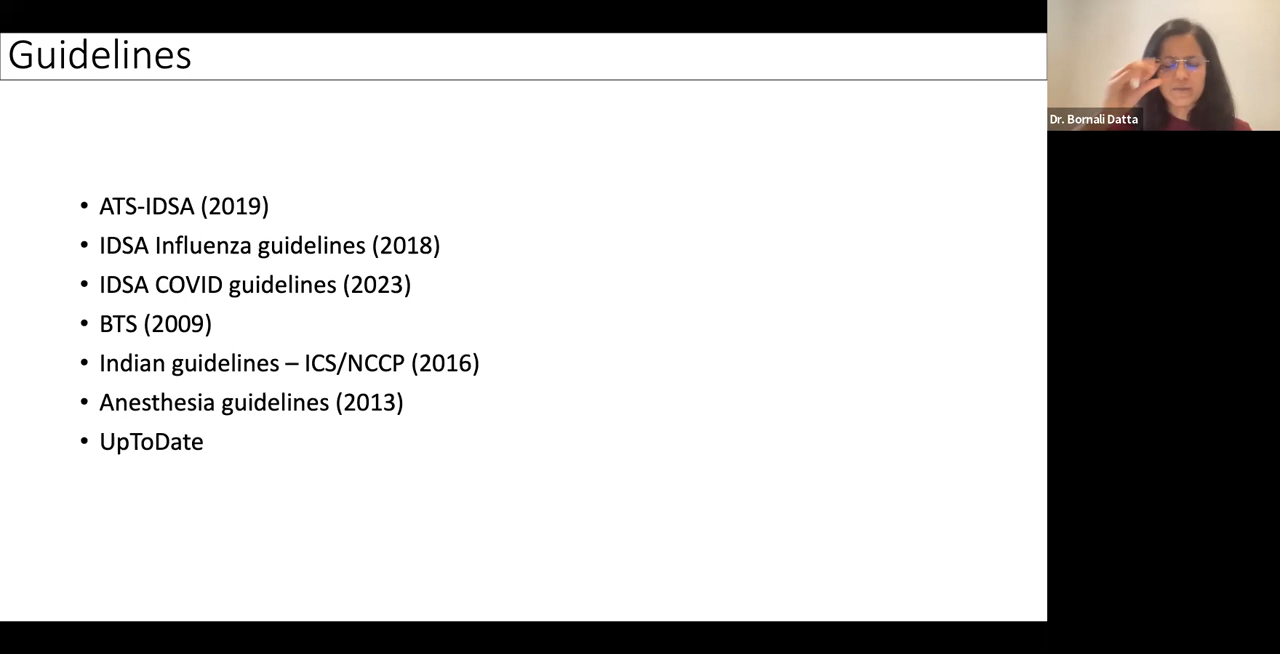 Guidelines
• ATS-IDSA (2019)
• IDSA Influenza guidelines (2018)
• IDSA COVID guidelines (2023)
• BTS (2009)
• Indian guidelines – ICS/NCCP (2016)
• Anesthesia guidelines (2013)
• UpToDate
Dr. Bornali Datta